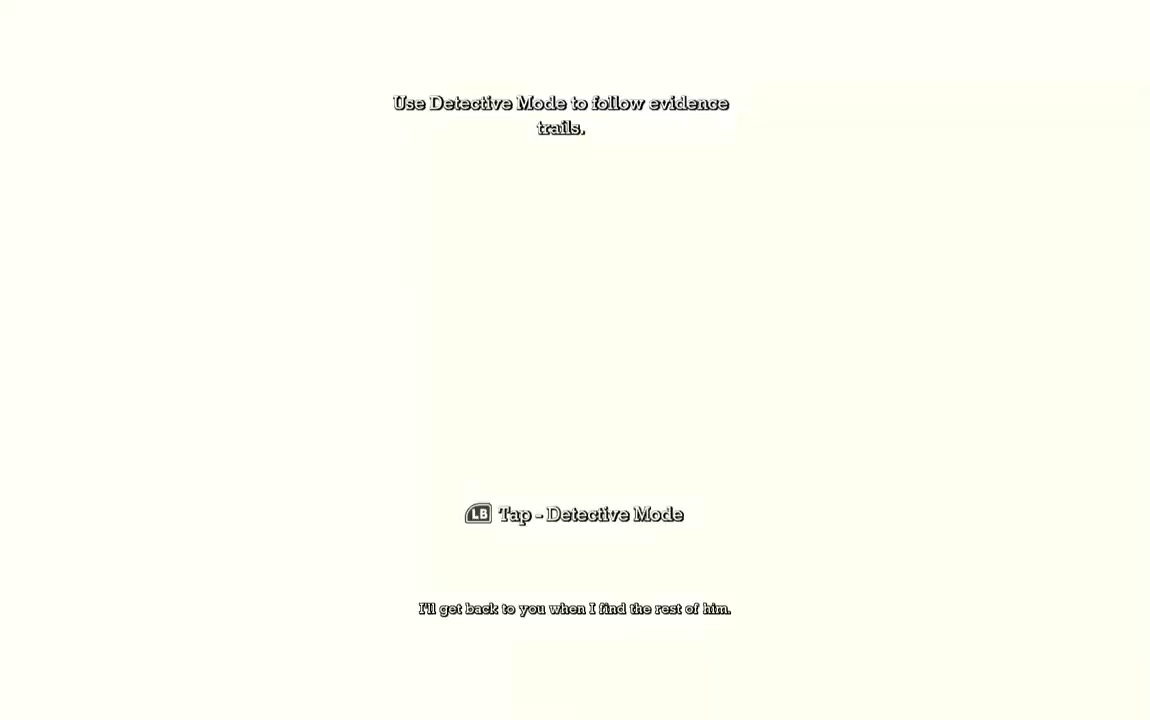 Use Detective Mode to follow evidence
trails.
LB Tap - Detective Mode
I'll get back to you when I find the rest of him.